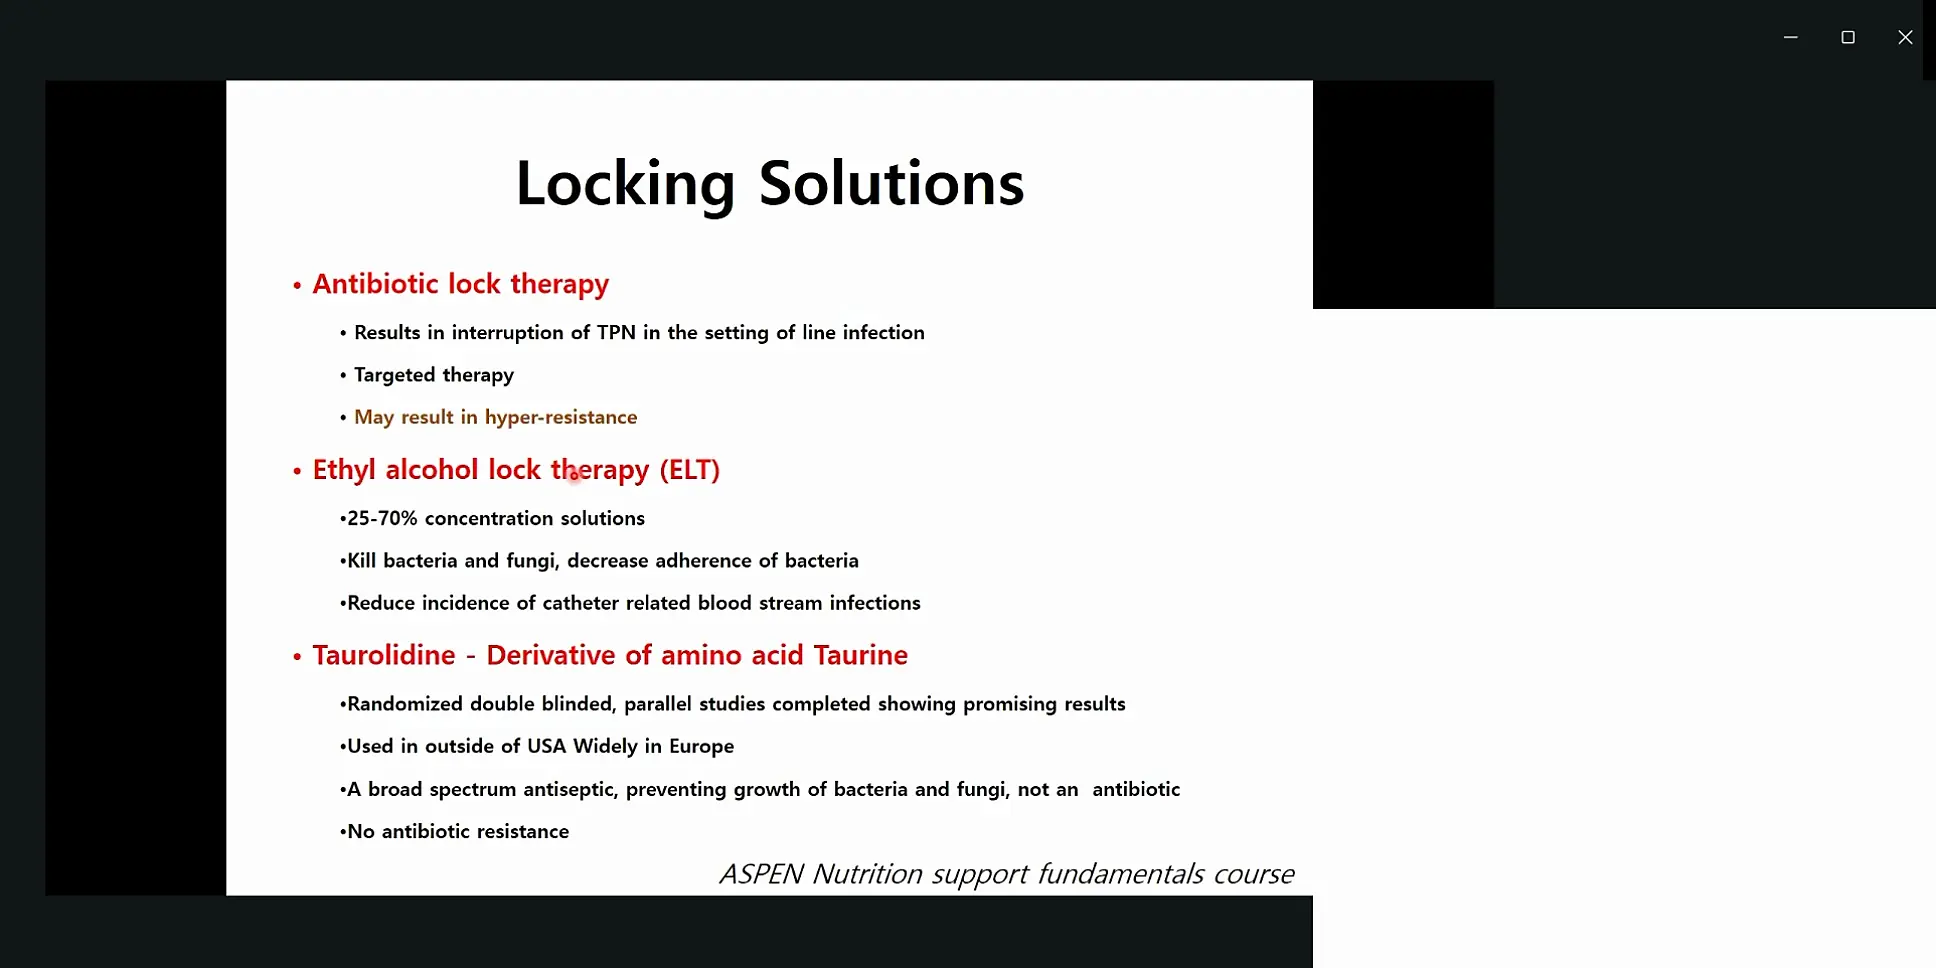 Locking Solutions
• Antibiotic lock therapy
• Results in interruption of TPN in the setting of line infection
• Targeted therapy
• May result in hyper-resistance
• Ethyl alcohol lock therapy (ELT)
•25-70% concentration solutions
•Kill bacteria and fungi, decrease adherence of bacteria
•Reduce incidence of catheter related blood stream infections
• Taurolidine - Derivative of amino acid Taurine
•Randomized double blinded, parallel studies completed showing promising results
•Used in outside of USA Widely in Europe
•A broad spectrum antiseptic, preventing growth of bacteria and fungi, not an  antibiotic
•No antibiotic resistance
ASPEN Nutrition support fundamentals course